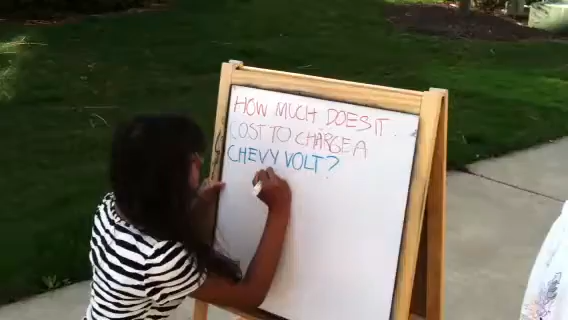 HOW MUCH DOES IT
COST TO CHARGE A
CHEVY VOLT?